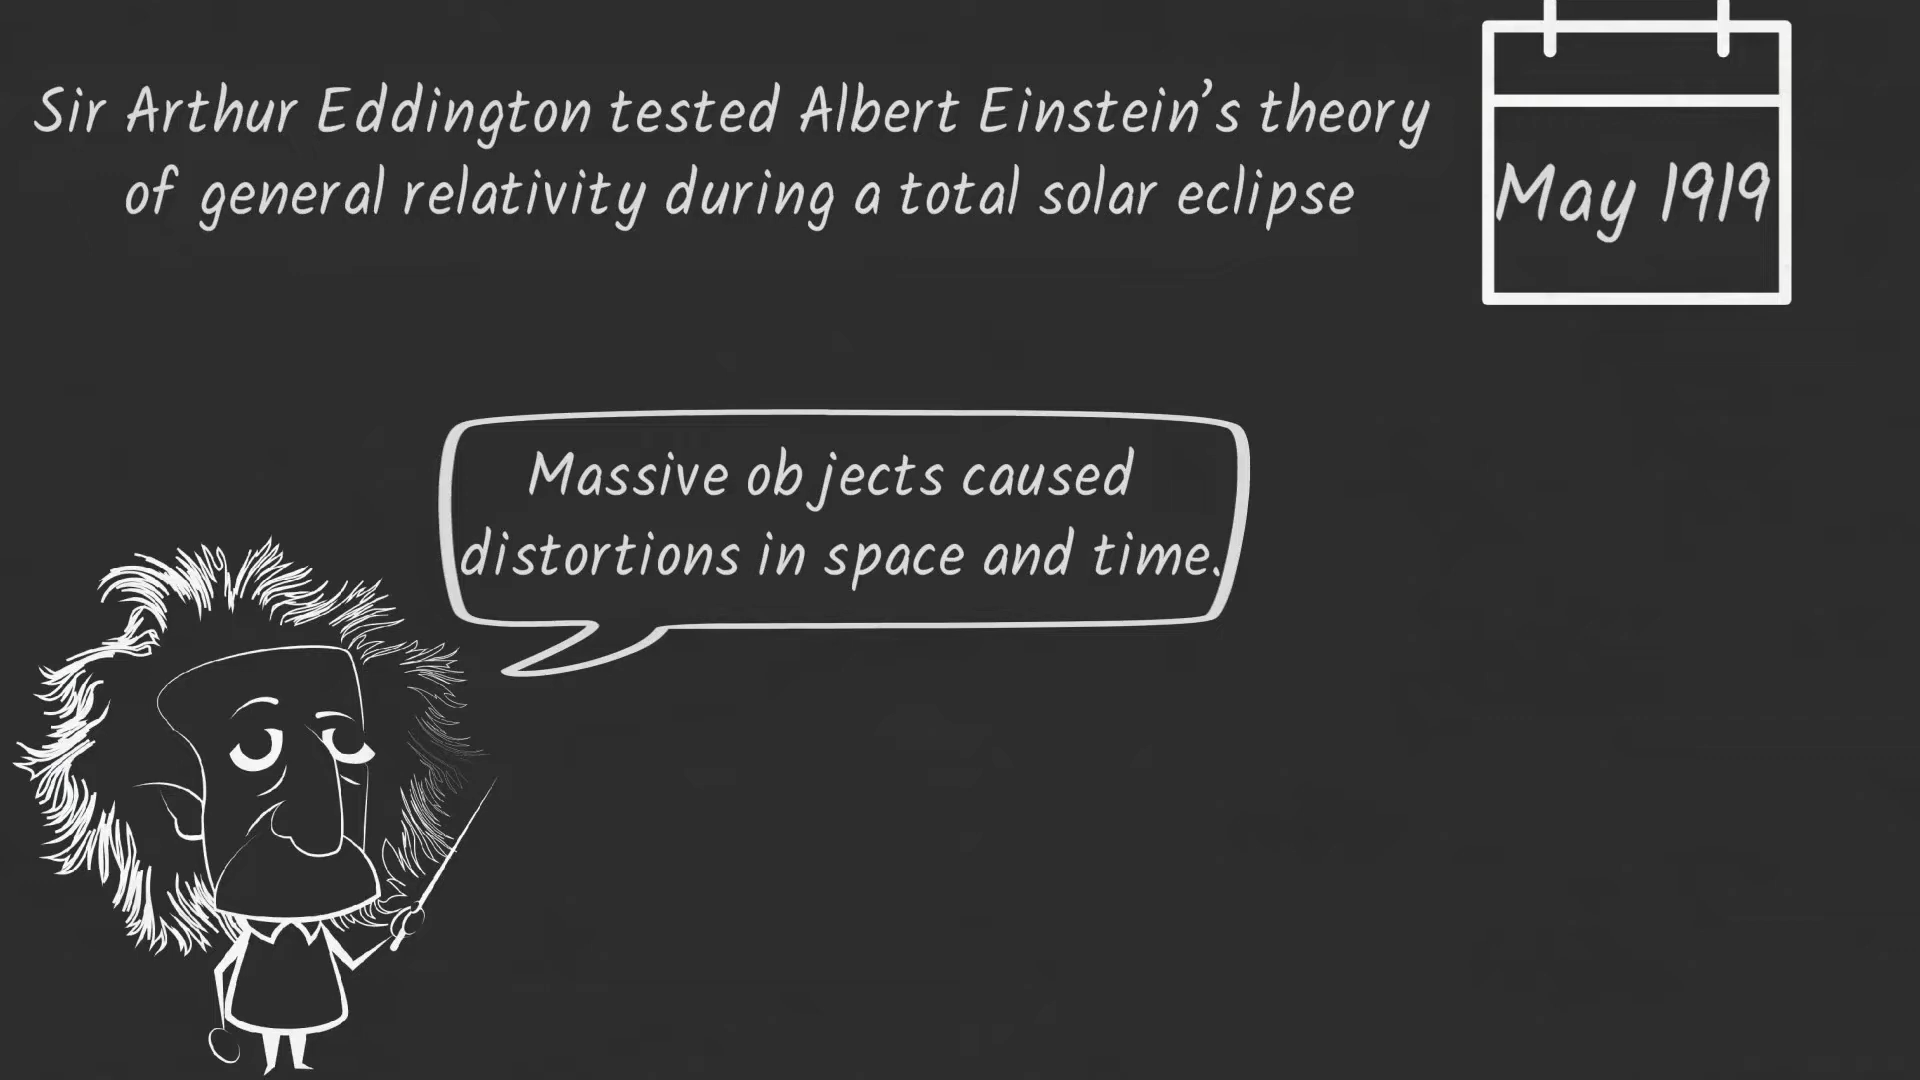 Sir Arthur Eddington tested Albert Einstein’s theory
of general relativity during a total solar eclipse
May 1919
Massive objects caused
distortions in space and time.